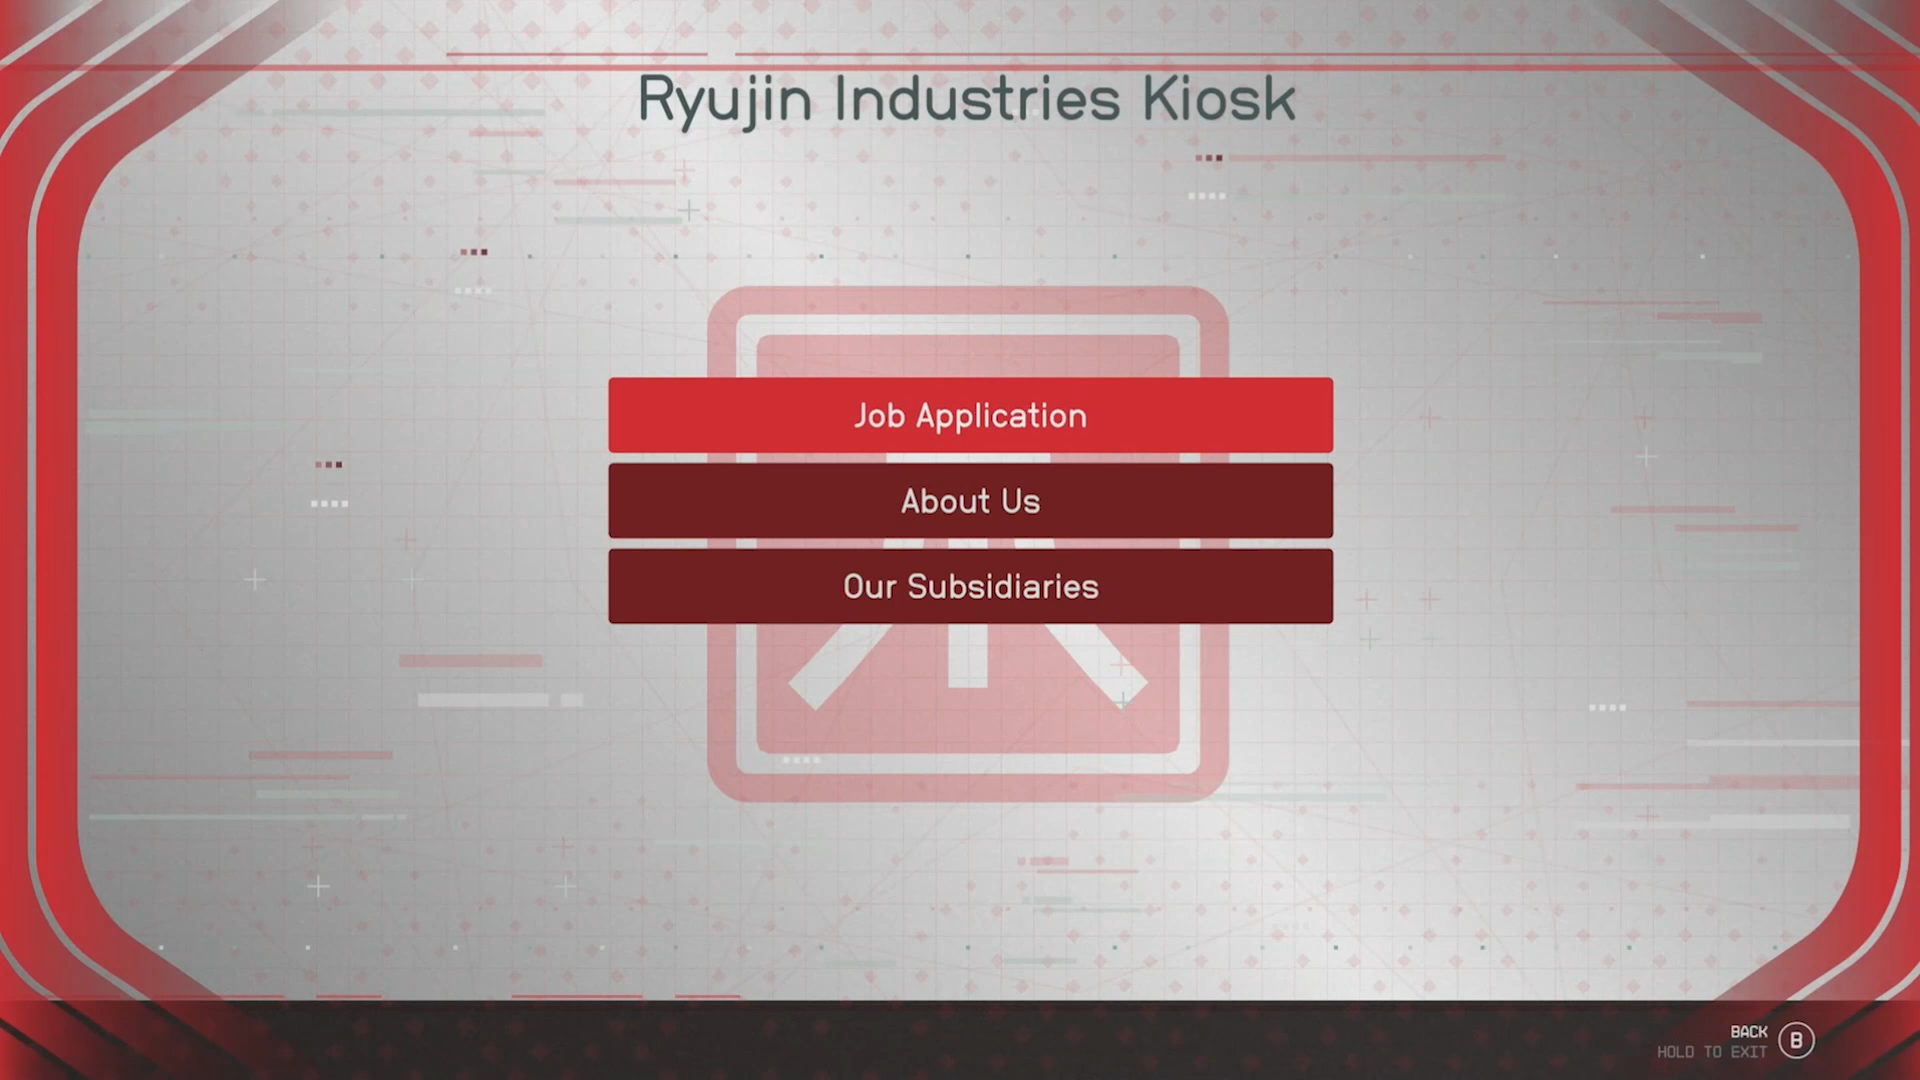 Ryujin Industries Kiosk
Job Application
About Us
Our Subsidiaries
BACK
HOLD TO EXIT
B